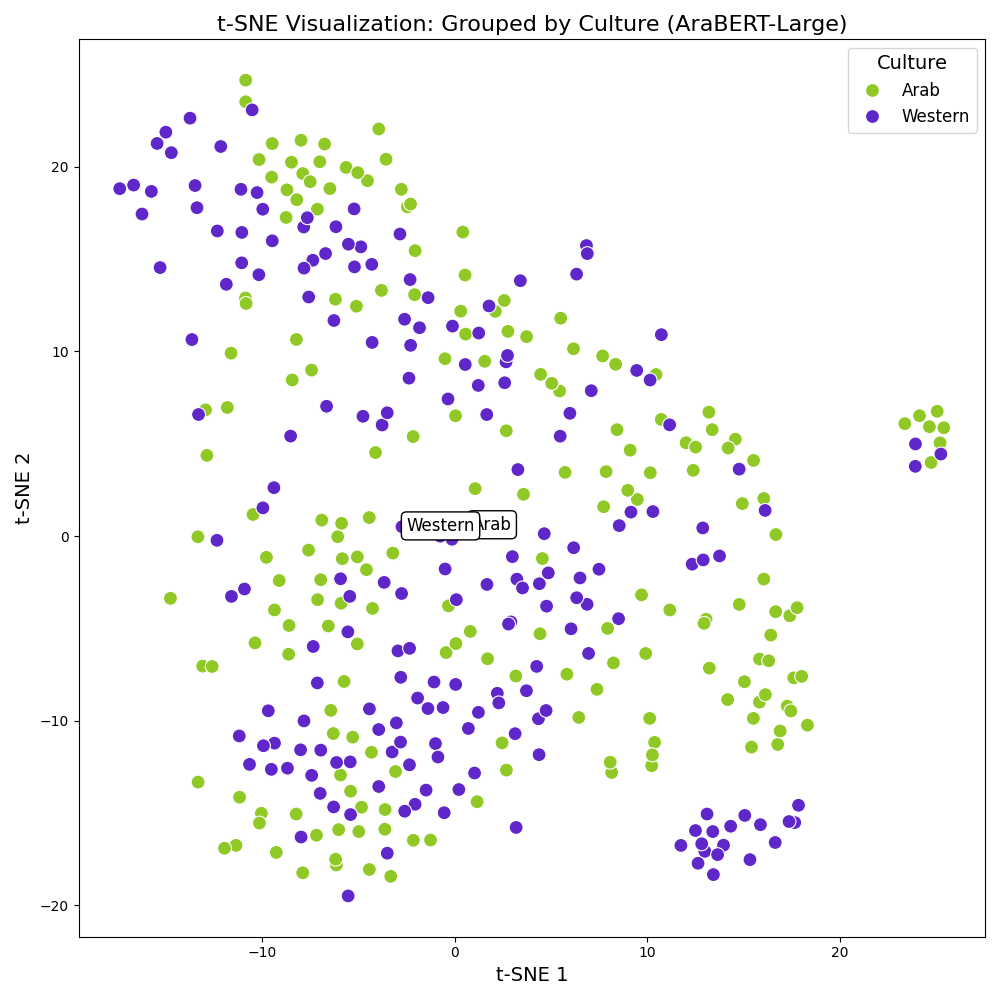 t-SNE Visualization: Grouped by Culture (AraBERT-Large)
Culture
Arab
Western
t-SNE 2
20
10
0
−10
−20
Western
Arab
−10
0
10
20
t-SNE 1